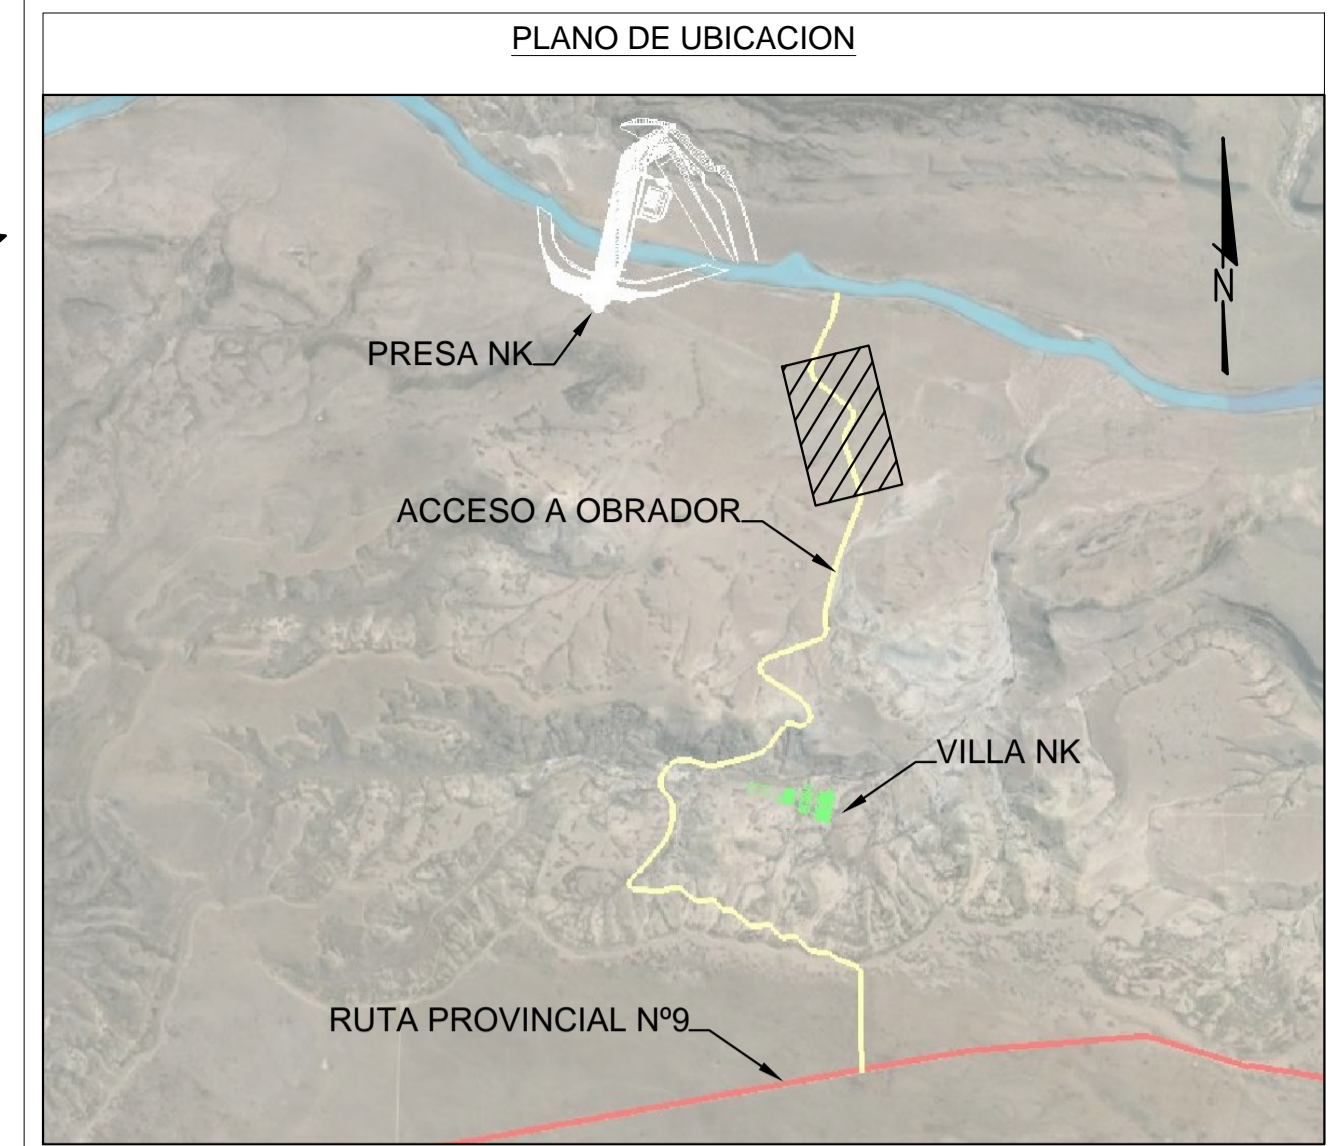 PLANO DE UBICACION
N
PRESA NK
ACCESO A OBRADOR
VILLA NK
RUTA PROVINCIAL Nº9